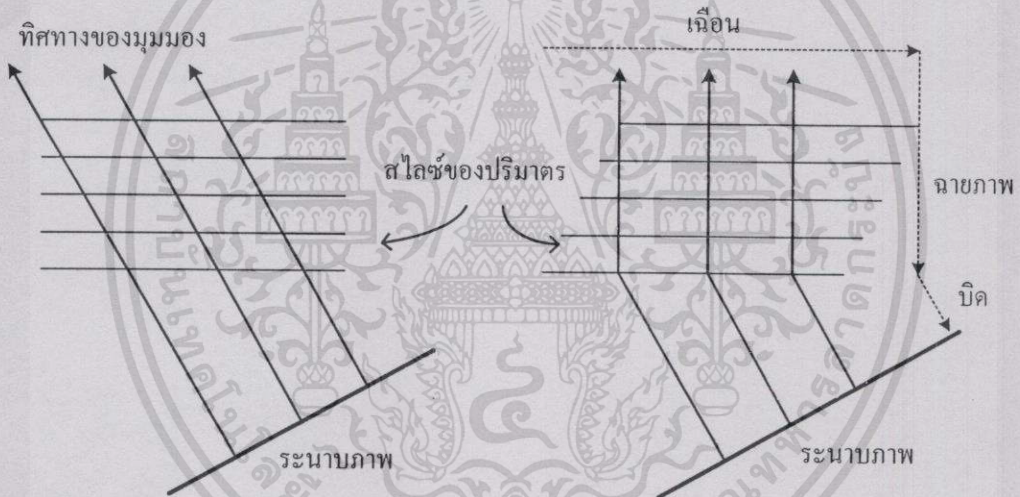 ทิศทางของมุมมอง
เฉือน
สไลซ์ของปริมาตร
ฉายภาพ
บิด
ระนาบภาพ
ระนาบภาพ